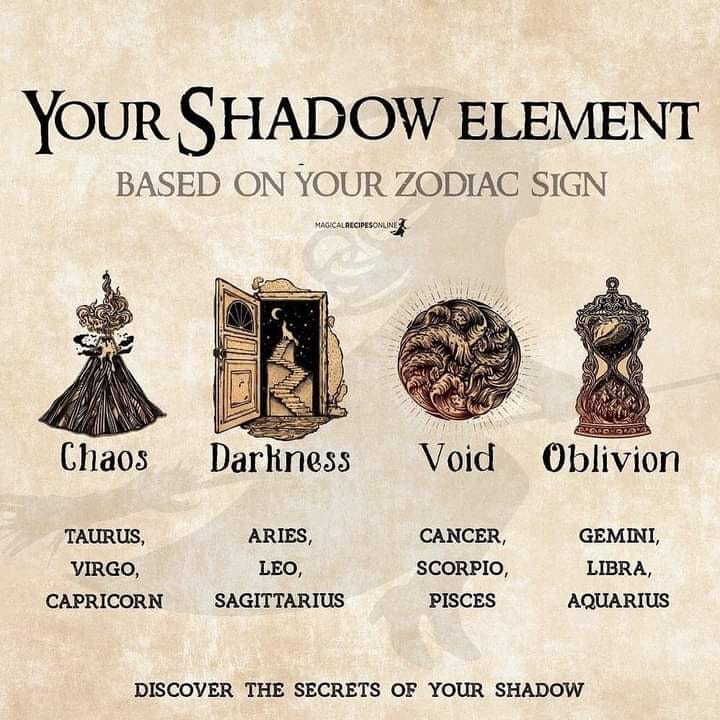 YOUR SHADOW ELEMENT
BASED ON YOUR ZODIAC SIGN
MAGICALRECIPESONLINE
Chaos
Darkness
Void
Oblivion
TAURUS,
VIRGO,
CAPRICORN
ARIES,
LEO,
SAGITTARIUS
CANCER,
SCORPIO,
PISCES
GEMINI,
LIBRA,
AQUARIUS
DISCOVER THE SECRETS OF YOUR SHADOW